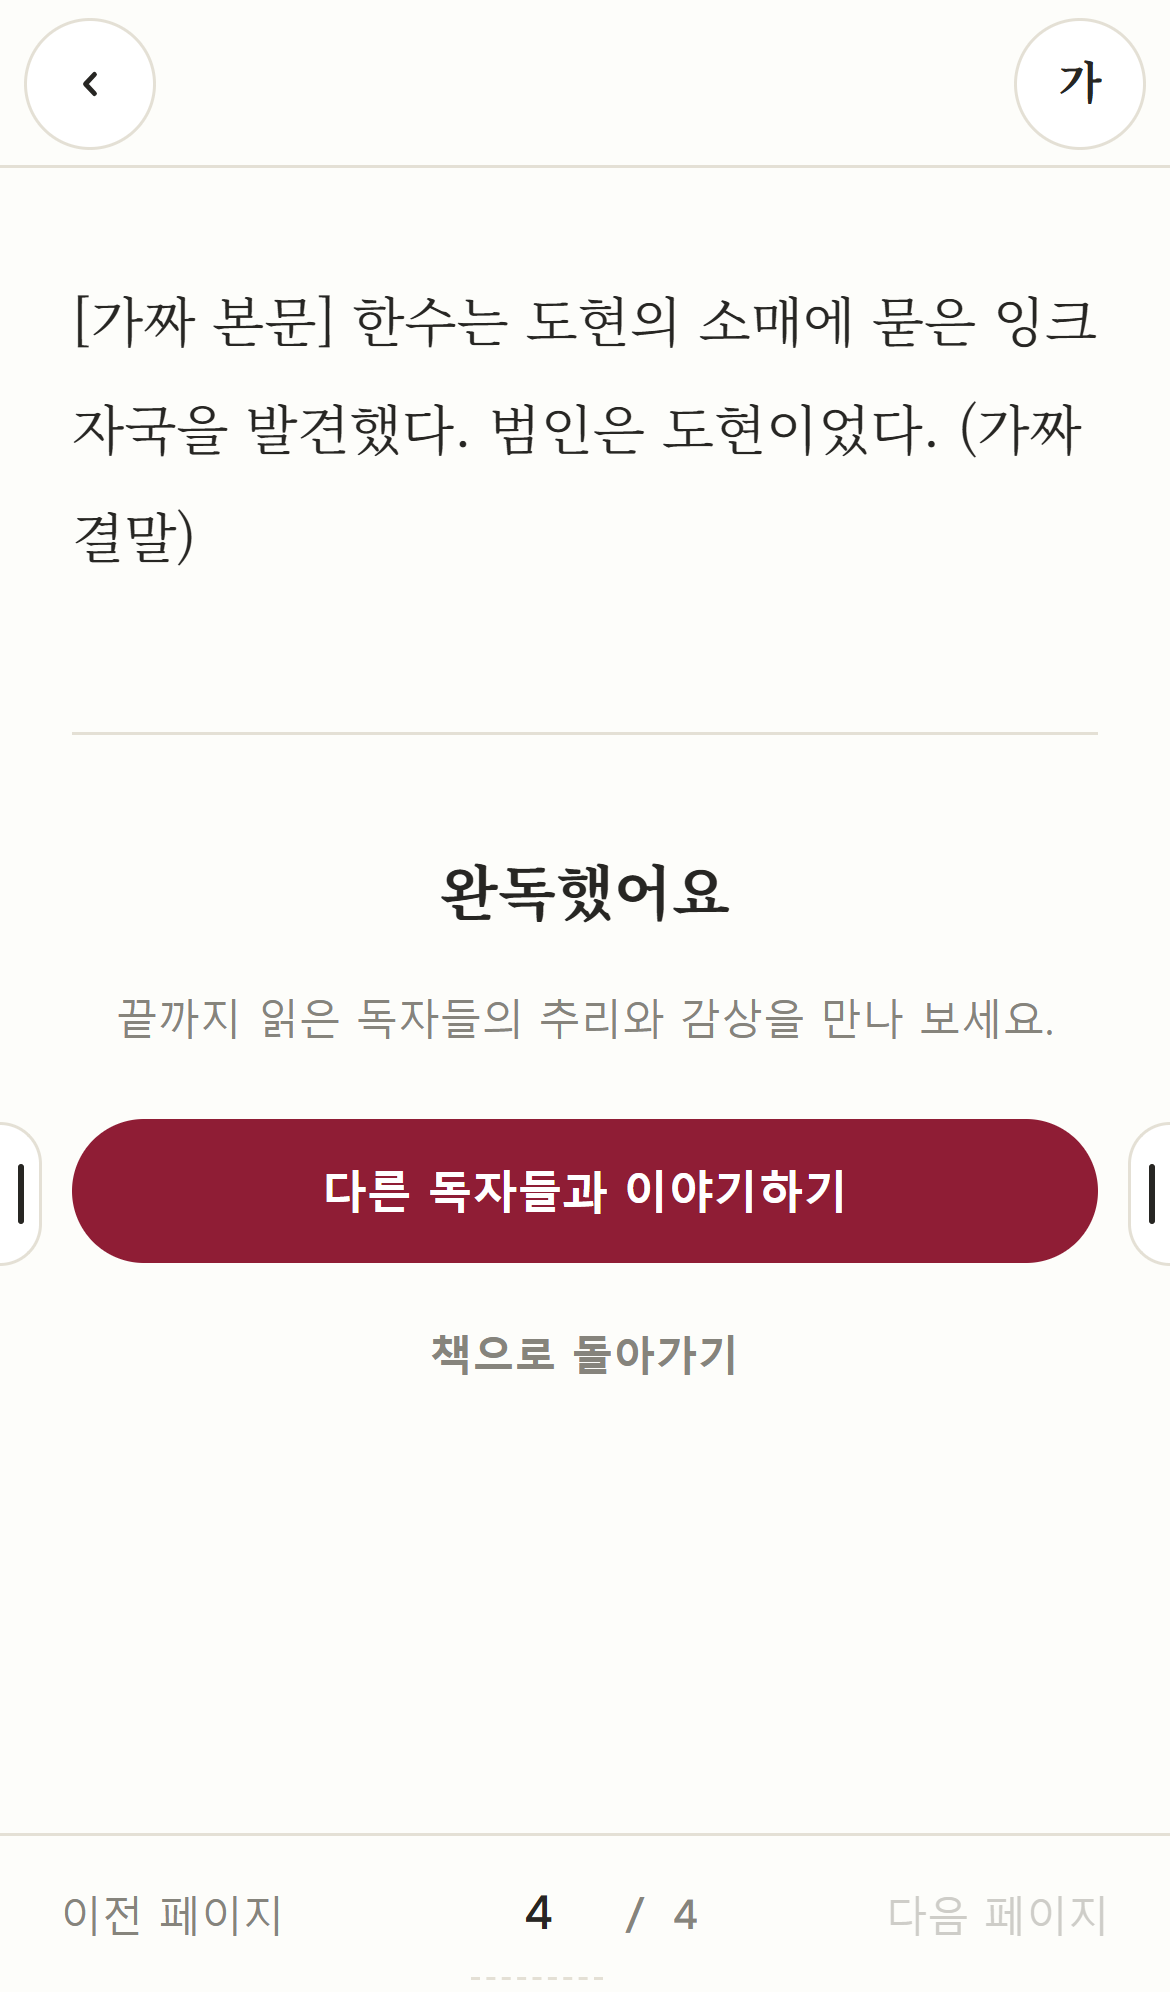 가
[가짜 본문] 한수는 도현의 소매에 묻은 잉크
자국을 발견했다. 범인은 도현이었다. (가짜
결말)
완독했어요
끝까지 읽은 독자들의 추리와 감상을 만나 보세요.
다른 독자들과 이야기하기
책으로 돌아가기
이전 페이지 4 / 4 다음 페이지